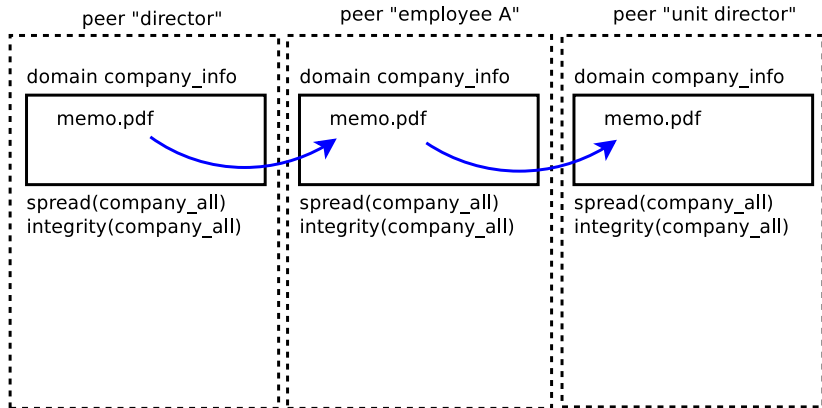 peer "director"
peer "employee A"
peer "unit director"
domain company_info
domain company_info
domain company_info
memo.pdf
memo.pdf
memo.pdf
spread(company_all)
integrity(company_all)
spread(company_all)
integrity(company_all)
spread(company_all)
integrity(company_all)